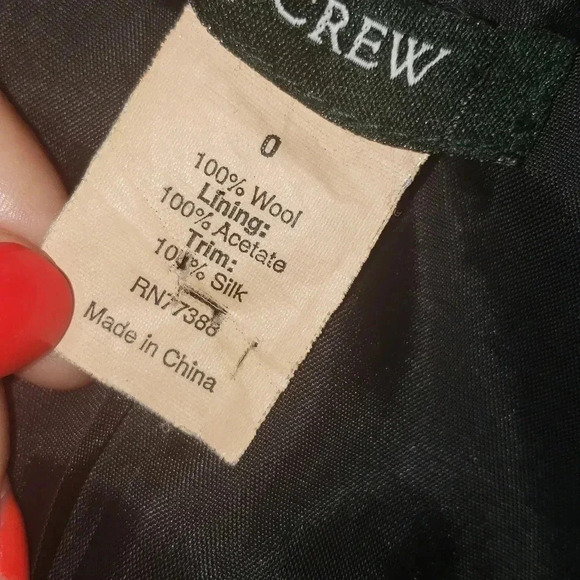 CREW
0
100% Wool
Lining:
100% Acetate
Trim:
100% Silk
RN77388
Made in China